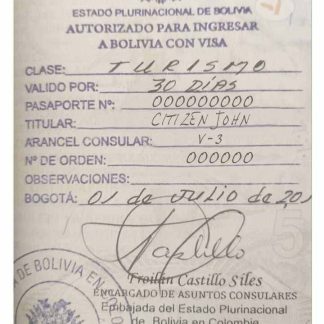 ESTADO PLURINACIONAL DE BOLIVIA
AUTORIZADO PARA INGRESAR
A BOLIVIA CON VISA
CLASE: TURISMO
VALIDO POR: 30 DÍAS
PASAPORTE Nº: 000000000
TITULAR: CITIZEN JOHN
ARANCEL CONSULAR: V-3
Nº DE ORDEN: 000000
OBSERVACIONES:
BOGOTÁ: 01 de Julio de 20
Troilán Castillo Siles
ENCARGADO DE ASUNTOS CONSULARES
Embajada del Estado Plurinacional
de Bolivia en Colombia
DE BOLIVIA EN